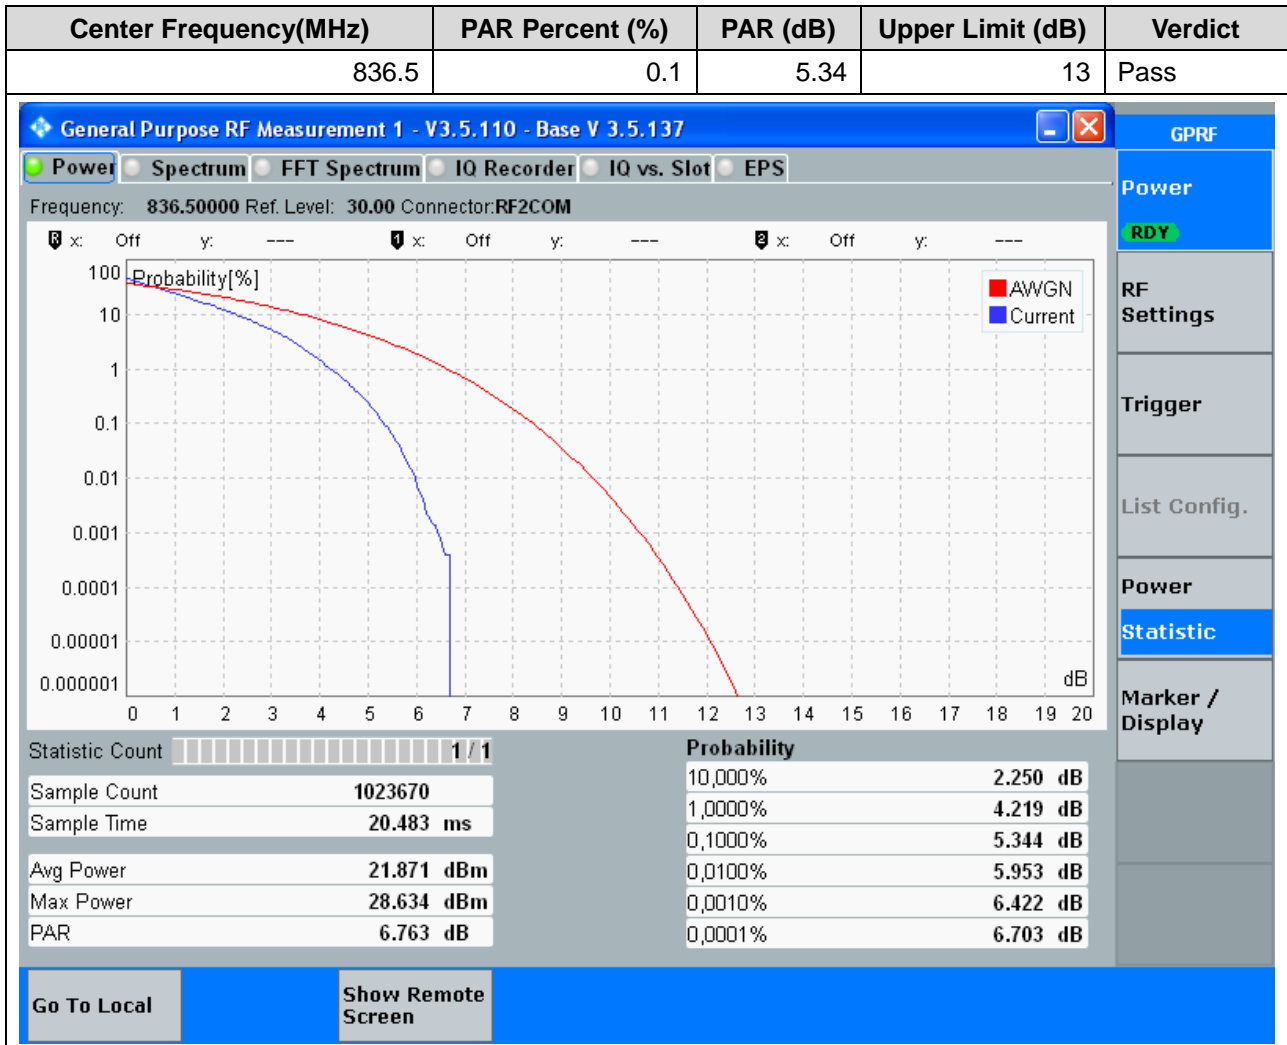 Center Frequency(MHz) PAR Percent (%) PAR (dB) Upper Limit (dB) Verdict
836.5 0.1 5.34 13 Pass
General Purpose RF Measurement 1 - V3.5.110 - Base V 3.5.137
GPRF
Power Spectrum FFT Spectrum IQ Recorder IQ vs. Slot EPS
Power
RDY
Frequency: 836.50000 Ref. Level: 30.00 Connector:RF2COM
R x: Off y: --- 1 x: Off y: --- 2 x: Off y: ---
Probability[%]
AWGN
Current
100
10
1
0.1
0.01
0.001
0.0001
0.00001
0.000001
dB
0 1 2 3 4 5 6 7 8 9 10 11 12 13 14 15 16 17 18 19 20
RF
Settings
Trigger
List Config.
Power
Statistic
Marker /
Display
Statistic Count 1 / 1
Sample Count 1023670
Sample Time 20.483 ms
Avg Power 21.871 dBm
Max Power 28.634 dBm
PAR 6.763 dB
Probability
10,000% 2.250 dB
1,0000% 4.219 dB
0,1000% 5.344 dB
0,0100% 5.953 dB
0,0010% 6.422 dB
0,0001% 6.703 dB
Go To Local
Show Remote
Screen